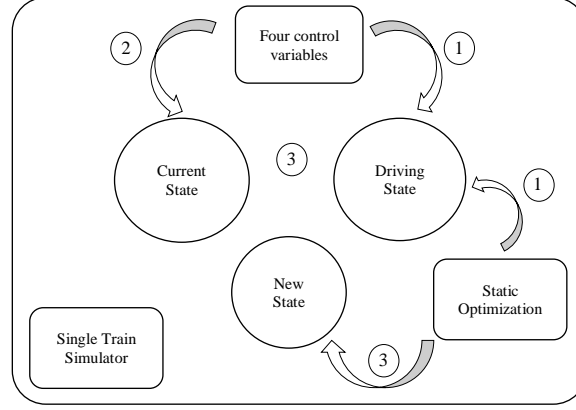 Four control
variables
2
1
Current
State
3
Driving
State
1
New
State
Static
Optimization
Single Train
Simulator
3